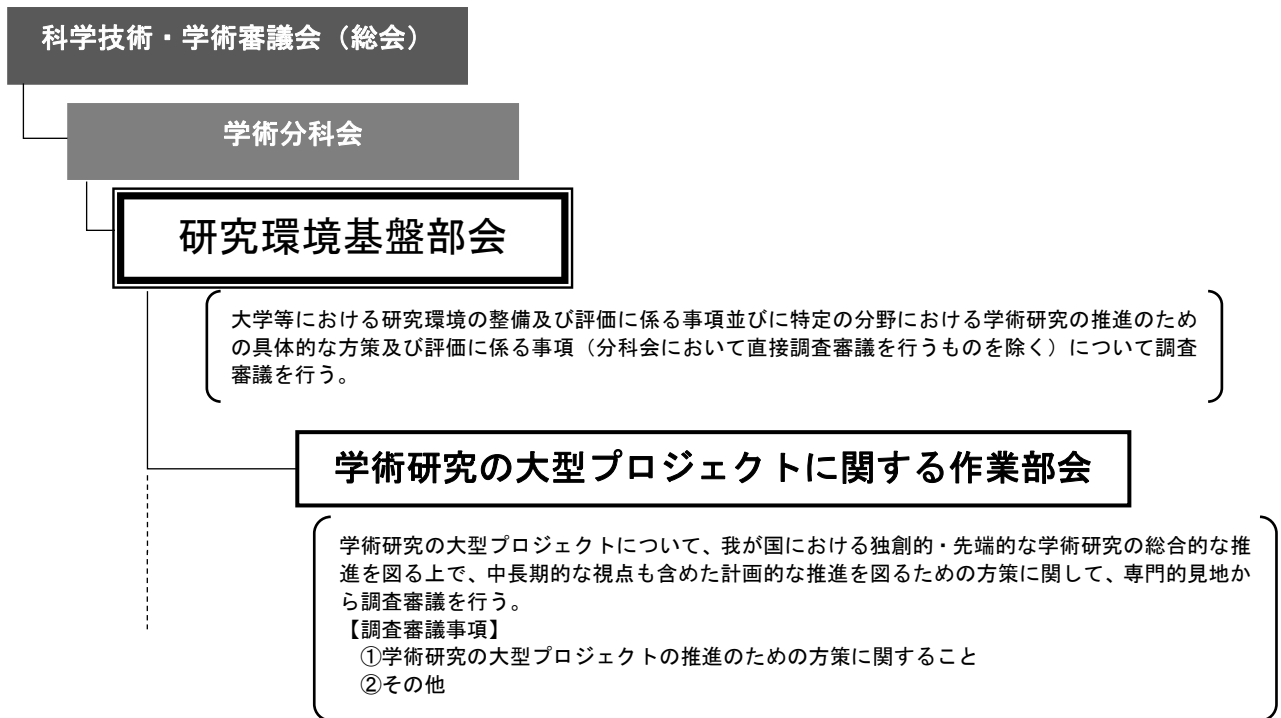 科学技術・学術審議会（総会）
学術分科会
研究環境基盤部会
大学等における研究環境の整備及び評価に係る事項並びに特定の分野における学術研究の推進のため
の具体的な方策及び評価に係る事項（分科会において直接調査審議を行うものを除く）について調査
審議を行う。
学術研究の大型プロジェクトに関する作業部会
学術研究の大型プロジェクトについて、我が国における独創的・先端的な学術研究の総合的な推
進を図る上で、中長期的な視点も含めた計画的な推進を図るための方策に関して、専門的見地か
ら調査審議を行う。
【調査審議事項】
①学術研究の大型プロジェクトの推進のための方策に関すること
②その他